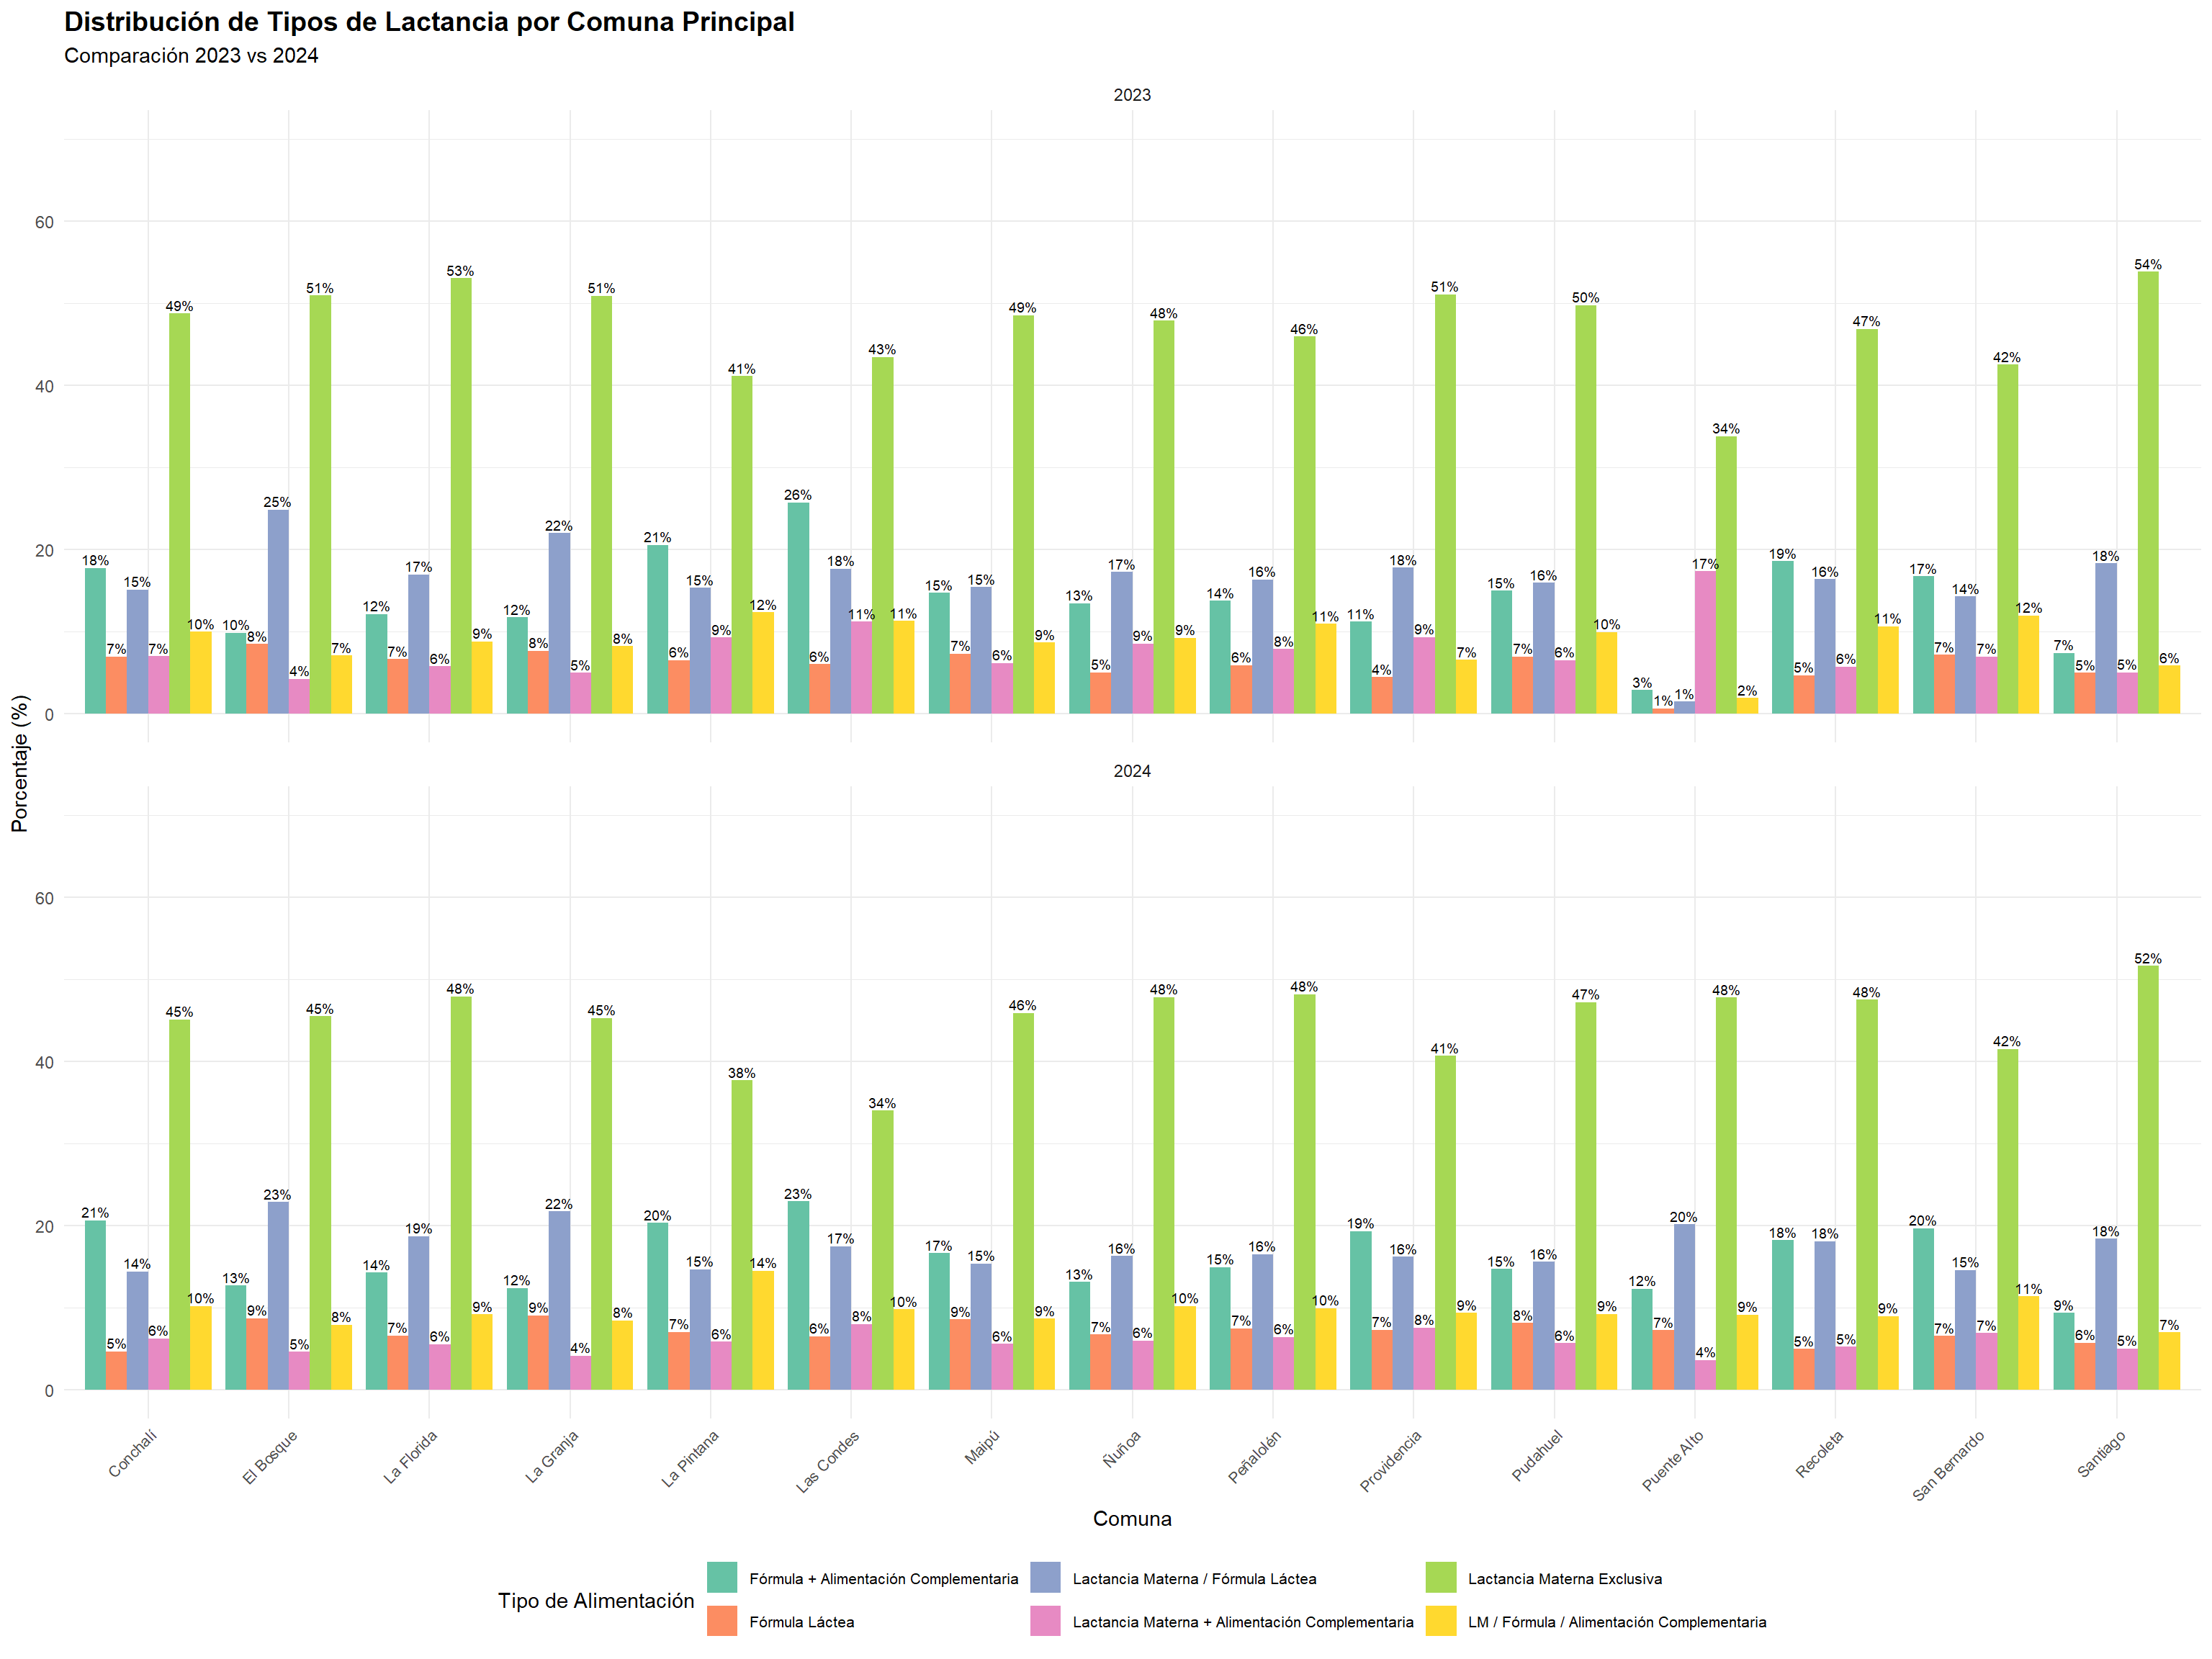 Distribución de Tipos de Lactancia por Comuna Principal
Comparación 2023 vs 2024
2023
60
40
20
0
18% 7% 15% 7% 49% 10%
10% 8% 25% 4% 51% 7%
12% 7% 17% 6% 53% 9%
12% 8% 22% 5% 51% 8%
21% 6% 15% 9% 41% 12%
26% 6% 18% 11% 43% 11%
15% 7% 15% 6% 49% 9%
13% 5% 17% 9% 48% 9%
14% 6% 16% 8% 46% 11%
11% 4% 18% 9% 51% 7%
15% 7% 16% 6% 50% 10%
3% 1% 1% 17% 34% 2%
19% 5% 16% 6% 47% 11%
17% 7% 14% 7% 42% 12%
7% 5% 18% 5% 54% 6%
Porcentaje (%)
2024
60
40
20
0
21% 5% 14% 6% 45% 10%
13% 9% 23% 5% 45% 8%
14% 7% 19% 6% 48% 9%
12% 9% 22% 4% 45% 8%
20% 7% 15% 6% 38% 14%
23% 6% 17% 8% 34% 10%
17% 9% 15% 6% 46% 9%
13% 7% 16% 6% 48% 10%
15% 7% 16% 6% 48% 10%
19% 7% 16% 8% 41% 9%
15% 8% 16% 6% 47% 9%
12% 7% 20% 4% 48% 9%
18% 5% 18% 5% 48% 9%
20% 7% 15% 7% 42% 11%
9% 6% 18% 5% 52% 7%
Conchalí
El Bosque
La Florida
La Granja
La Pintana
Las Condes
Maipú
Ñuñoa
Peñalolén
Providencia
Pudahuel
Puente Alto
Recoleta
San Bernardo
Santiago
Comuna
Tipo de Alimentación
Fórmula + Alimentación Complementaria
Fórmula Láctea
Lactancia Materna / Fórmula Láctea
Lactancia Materna + Alimentación Complementaria
Lactancia Materna Exclusiva
LM / Fórmula / Alimentación Complementaria